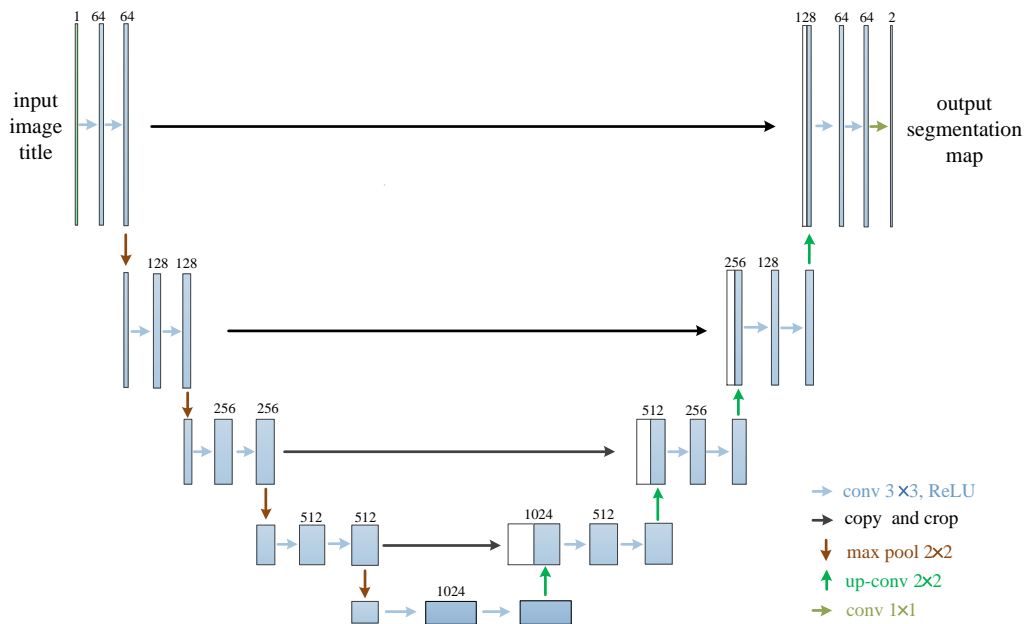 1 64 64
128 64 64 2
input
image
title
output
segmentation
map
128 128
256 128
256 256
512 256
512 512
1024 512
1024
conv 3×3, ReLU
copy and crop
max pool 2×2
up-conv 2×2
conv 1×1